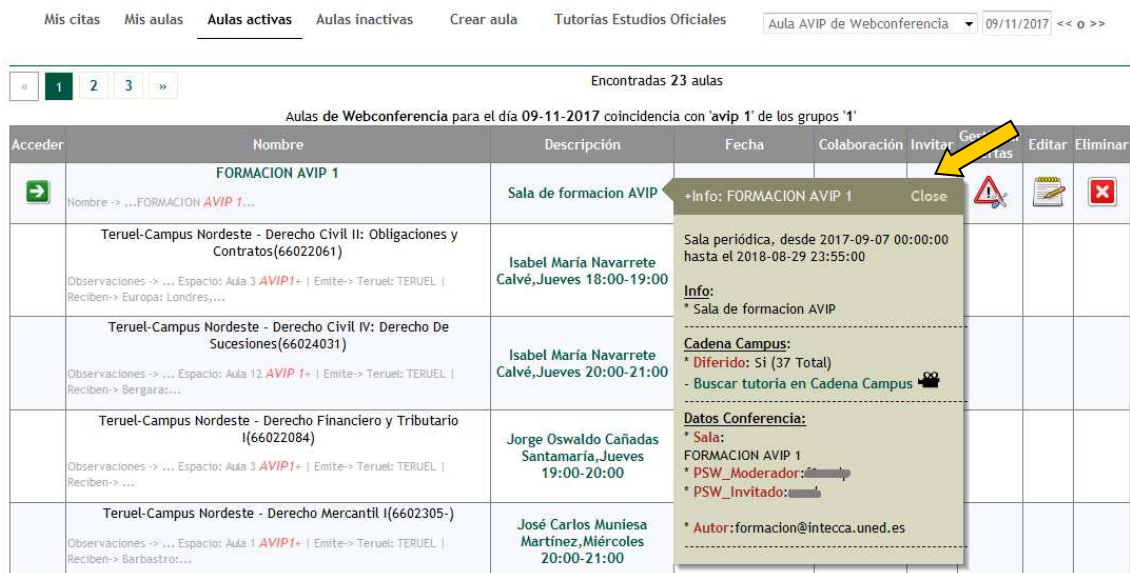 Mis citas Mis aulas Aulas activas Aulas inactivas Crear aula Tutorías Estudios Oficiales Aula AVIP de Webconferencia 09/11/2017 << o >>
« 1 2 3 » Encontradas 23 aulas
Aulas de Webconferencia para el día 09-11-2017 coincidencia con 'avip 1' de los grupos '1'
Acceder Nombre Descripción Fecha Colaboración Invitar Editar Eliminar
FORMACION AVIP 1
Nombre -> ...FORMACION AVIP 1...
Sala de formacion AVIP
Teruel-Campus Nordeste - Derecho Civil II: Obligaciones y
Contratos(66022061)
Observaciones -> ... Espacio: Aula 3 AVIP1+ | Emite-> Teruel: TERUEL |
Reciben-> Europa: Londres,...
Isabel María Navarrete
Calvé,Jueves 18:00-19:00
Teruel-Campus Nordeste - Derecho Civil IV: Derecho De
Sucesiones(66024031)
Observaciones -> ... Espacio: Aula 12 AVIP 1+ | Emite-> Teruel: TERUEL |
Reciben-> Bergara:...
Isabel María Navarrete
Calvé,Jueves 20:00-21:00
Teruel-Campus Nordeste - Derecho Financiero y Tributario
I(66022084)
Observaciones -> ... Espacio: Aula 3 AVIP1+ | Emite-> Teruel: TERUEL |
Reciben-> ...
Jorge Oswaldo Cañadas
Santamaría,Jueves
19:00-20:00
Teruel-Campus Nordeste - Derecho Mercantil I(6602305-)
Observaciones -> ... Espacio: Aula 1 AVIP1+ | Emite-> Teruel: TERUEL |
Reciben-> Barbastro:...
José Carlos Muniesa
Martínez,Miércoles
20:00-21:00
+Info: FORMACION AVIP 1 Close
Sala periódica, desde 2017-09-07 00:00:00
hasta el 2018-08-29 23:55:00
Info:
* Sala de formacion AVIP
Cadena Campus:
* Diferido: Si (37 Total)
- Buscar tutoria en Cadena Campus
Datos Conferencia:
* Sala:
FORMACION AVIP 1
* PSW_Moderador:
* PSW_Invitado:
* Autor:formacion@intecca.uned.es